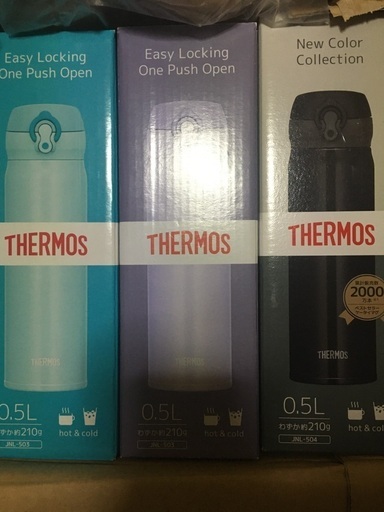 Easy Locking
One Push Open
THERMOS
THERMOS
0.5L
わずか約210g
hot & cold
JNL-503
Easy Locking
One Push Open
THERMOS
THERMOS
0.5L
わずか約210g
hot & cold
JNL-503
New Color
Collection
THERMOS
2000
THERMOS
0.5L
わずか約210g
hot & cold
JNL-504